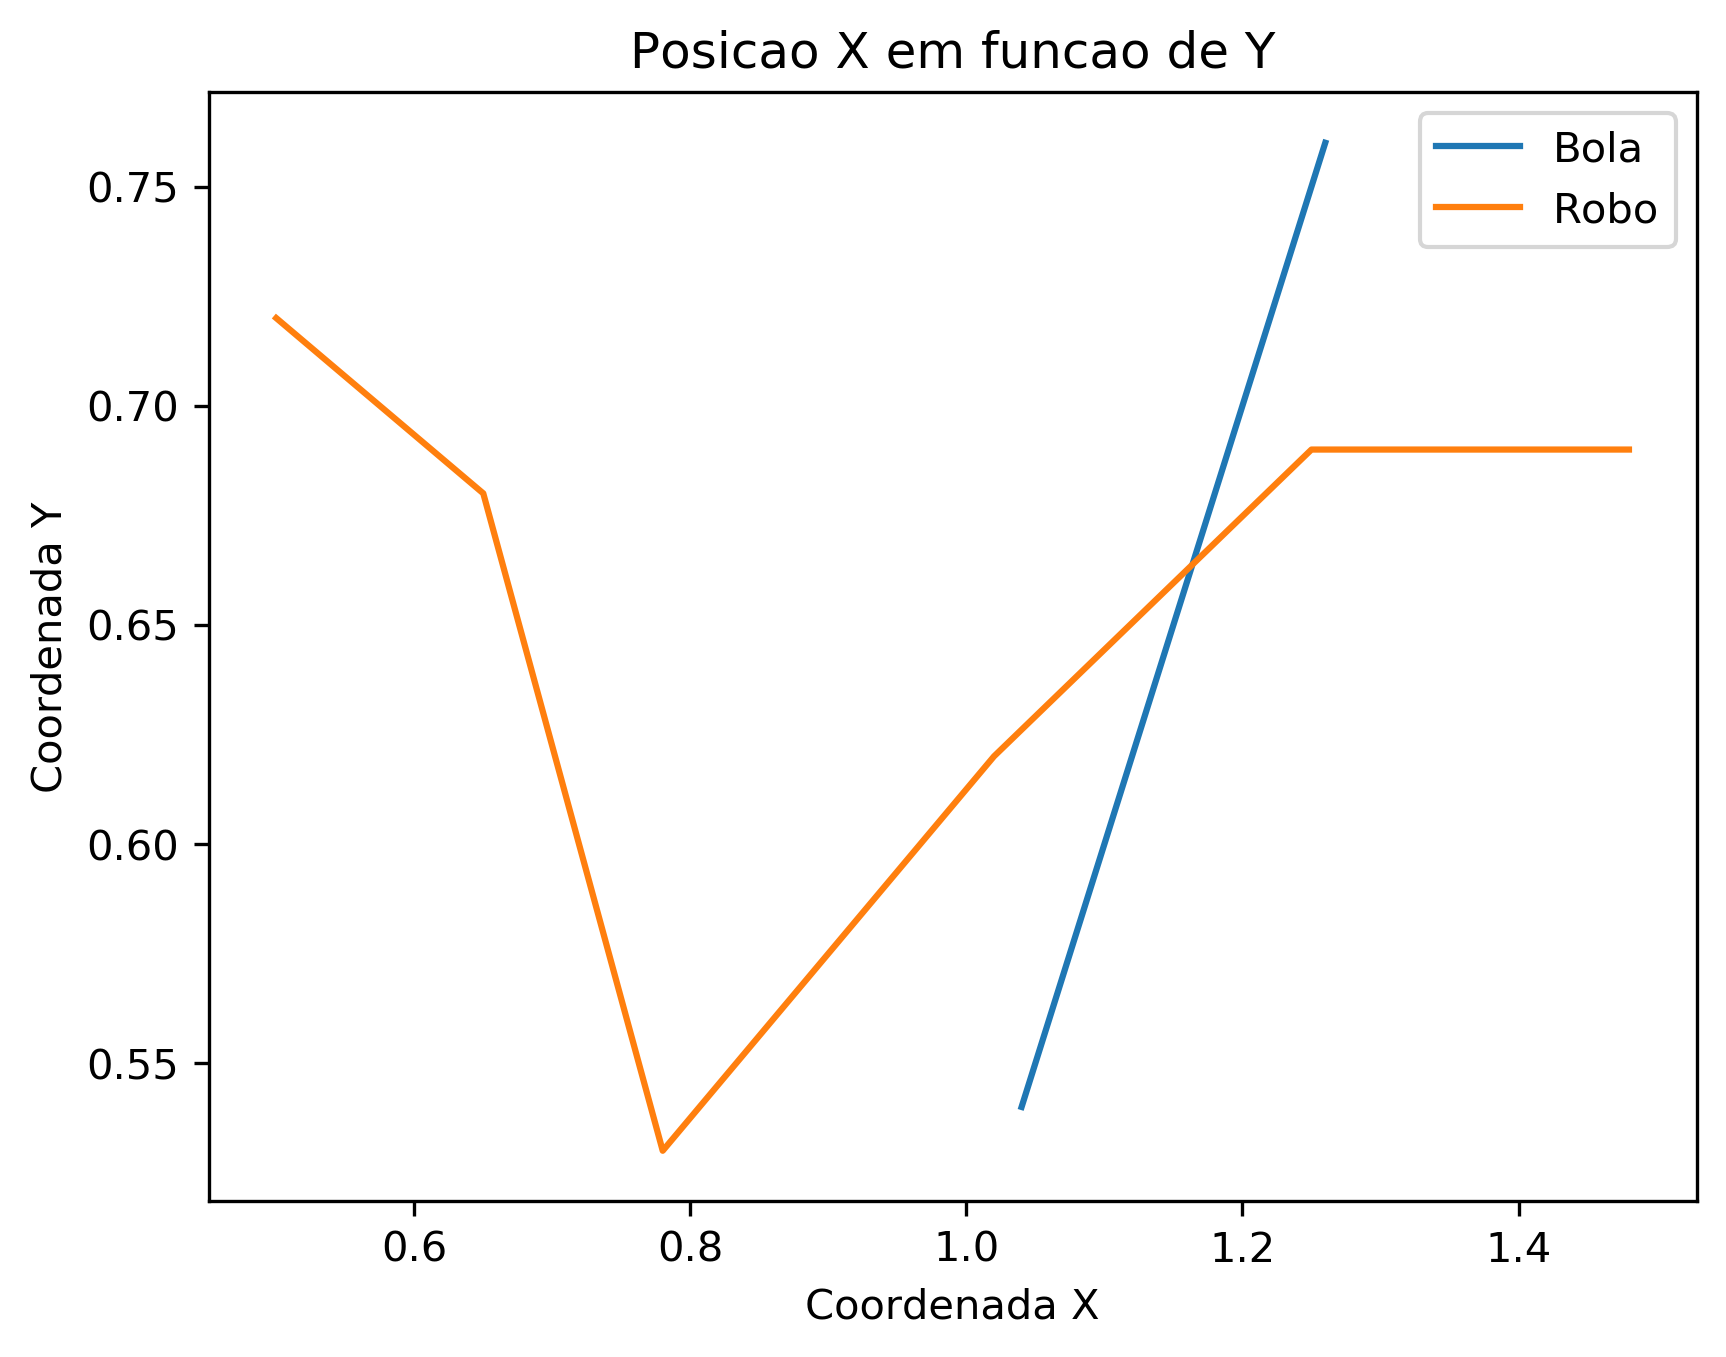 Posicao X em funcao de Y
Bola
Robo
Coordenada Y
0.75
0.70
0.65
0.60
0.55
0.6 0.8 1.0 1.2 1.4
Coordenada X